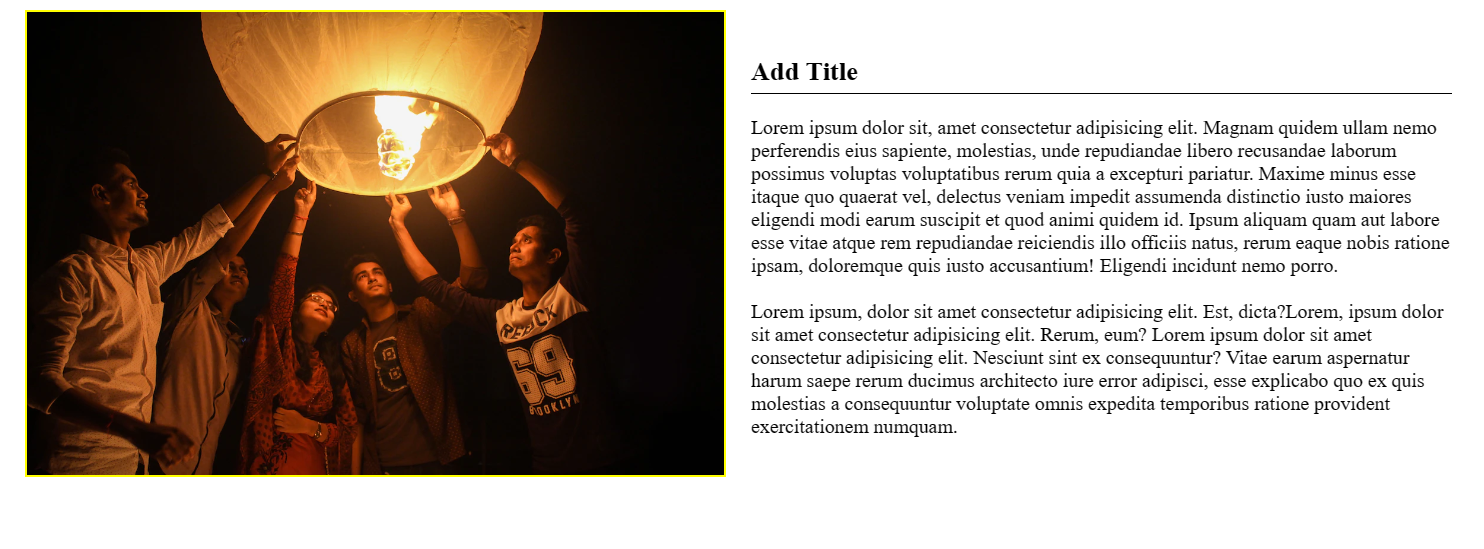 Add Title
Lorem ipsum dolor sit, amet consectetur adipisicing elit. Magnam quidem ullam nemo
perferendis eius sapiente, molestias, unde repudiandae libero recusandae laborum
possimus voluptas voluptatibus rerum quia a excepturi pariatur. Maxime minus esse
itaque quo quaerat vel, delectus veniam impedit assumenda distinctio iusto maiores
eligendi modi earum suscipit et quod animi quidem id. Ipsum aliquam quam aut labore
esse vitae atque rem repudiandae reiciendis illo officiis natus, rerum eaque nobis ratione
ipsam, doloremque quis iusto accusantium! Eligendi incidunt nemo porro.
Lorem ipsum, dolor sit amet consectetur adipisicing elit. Est, dicta?Lorem, ipsum dolor
sit amet consectetur adipisicing elit. Rerum, eum? Lorem ipsum dolor sit amet
consectetur adipisicing elit. Nesciunt sint ex consequuntur? Vitae earum aspernatur
harum saepe rerum ducimus architecto iure error adipisci, esse explicabo quo ex quis
molestias a consequuntur voluptate omnis expedita temporibus ratione provident
exercitationem numquam.
8
69
BROOKLYN